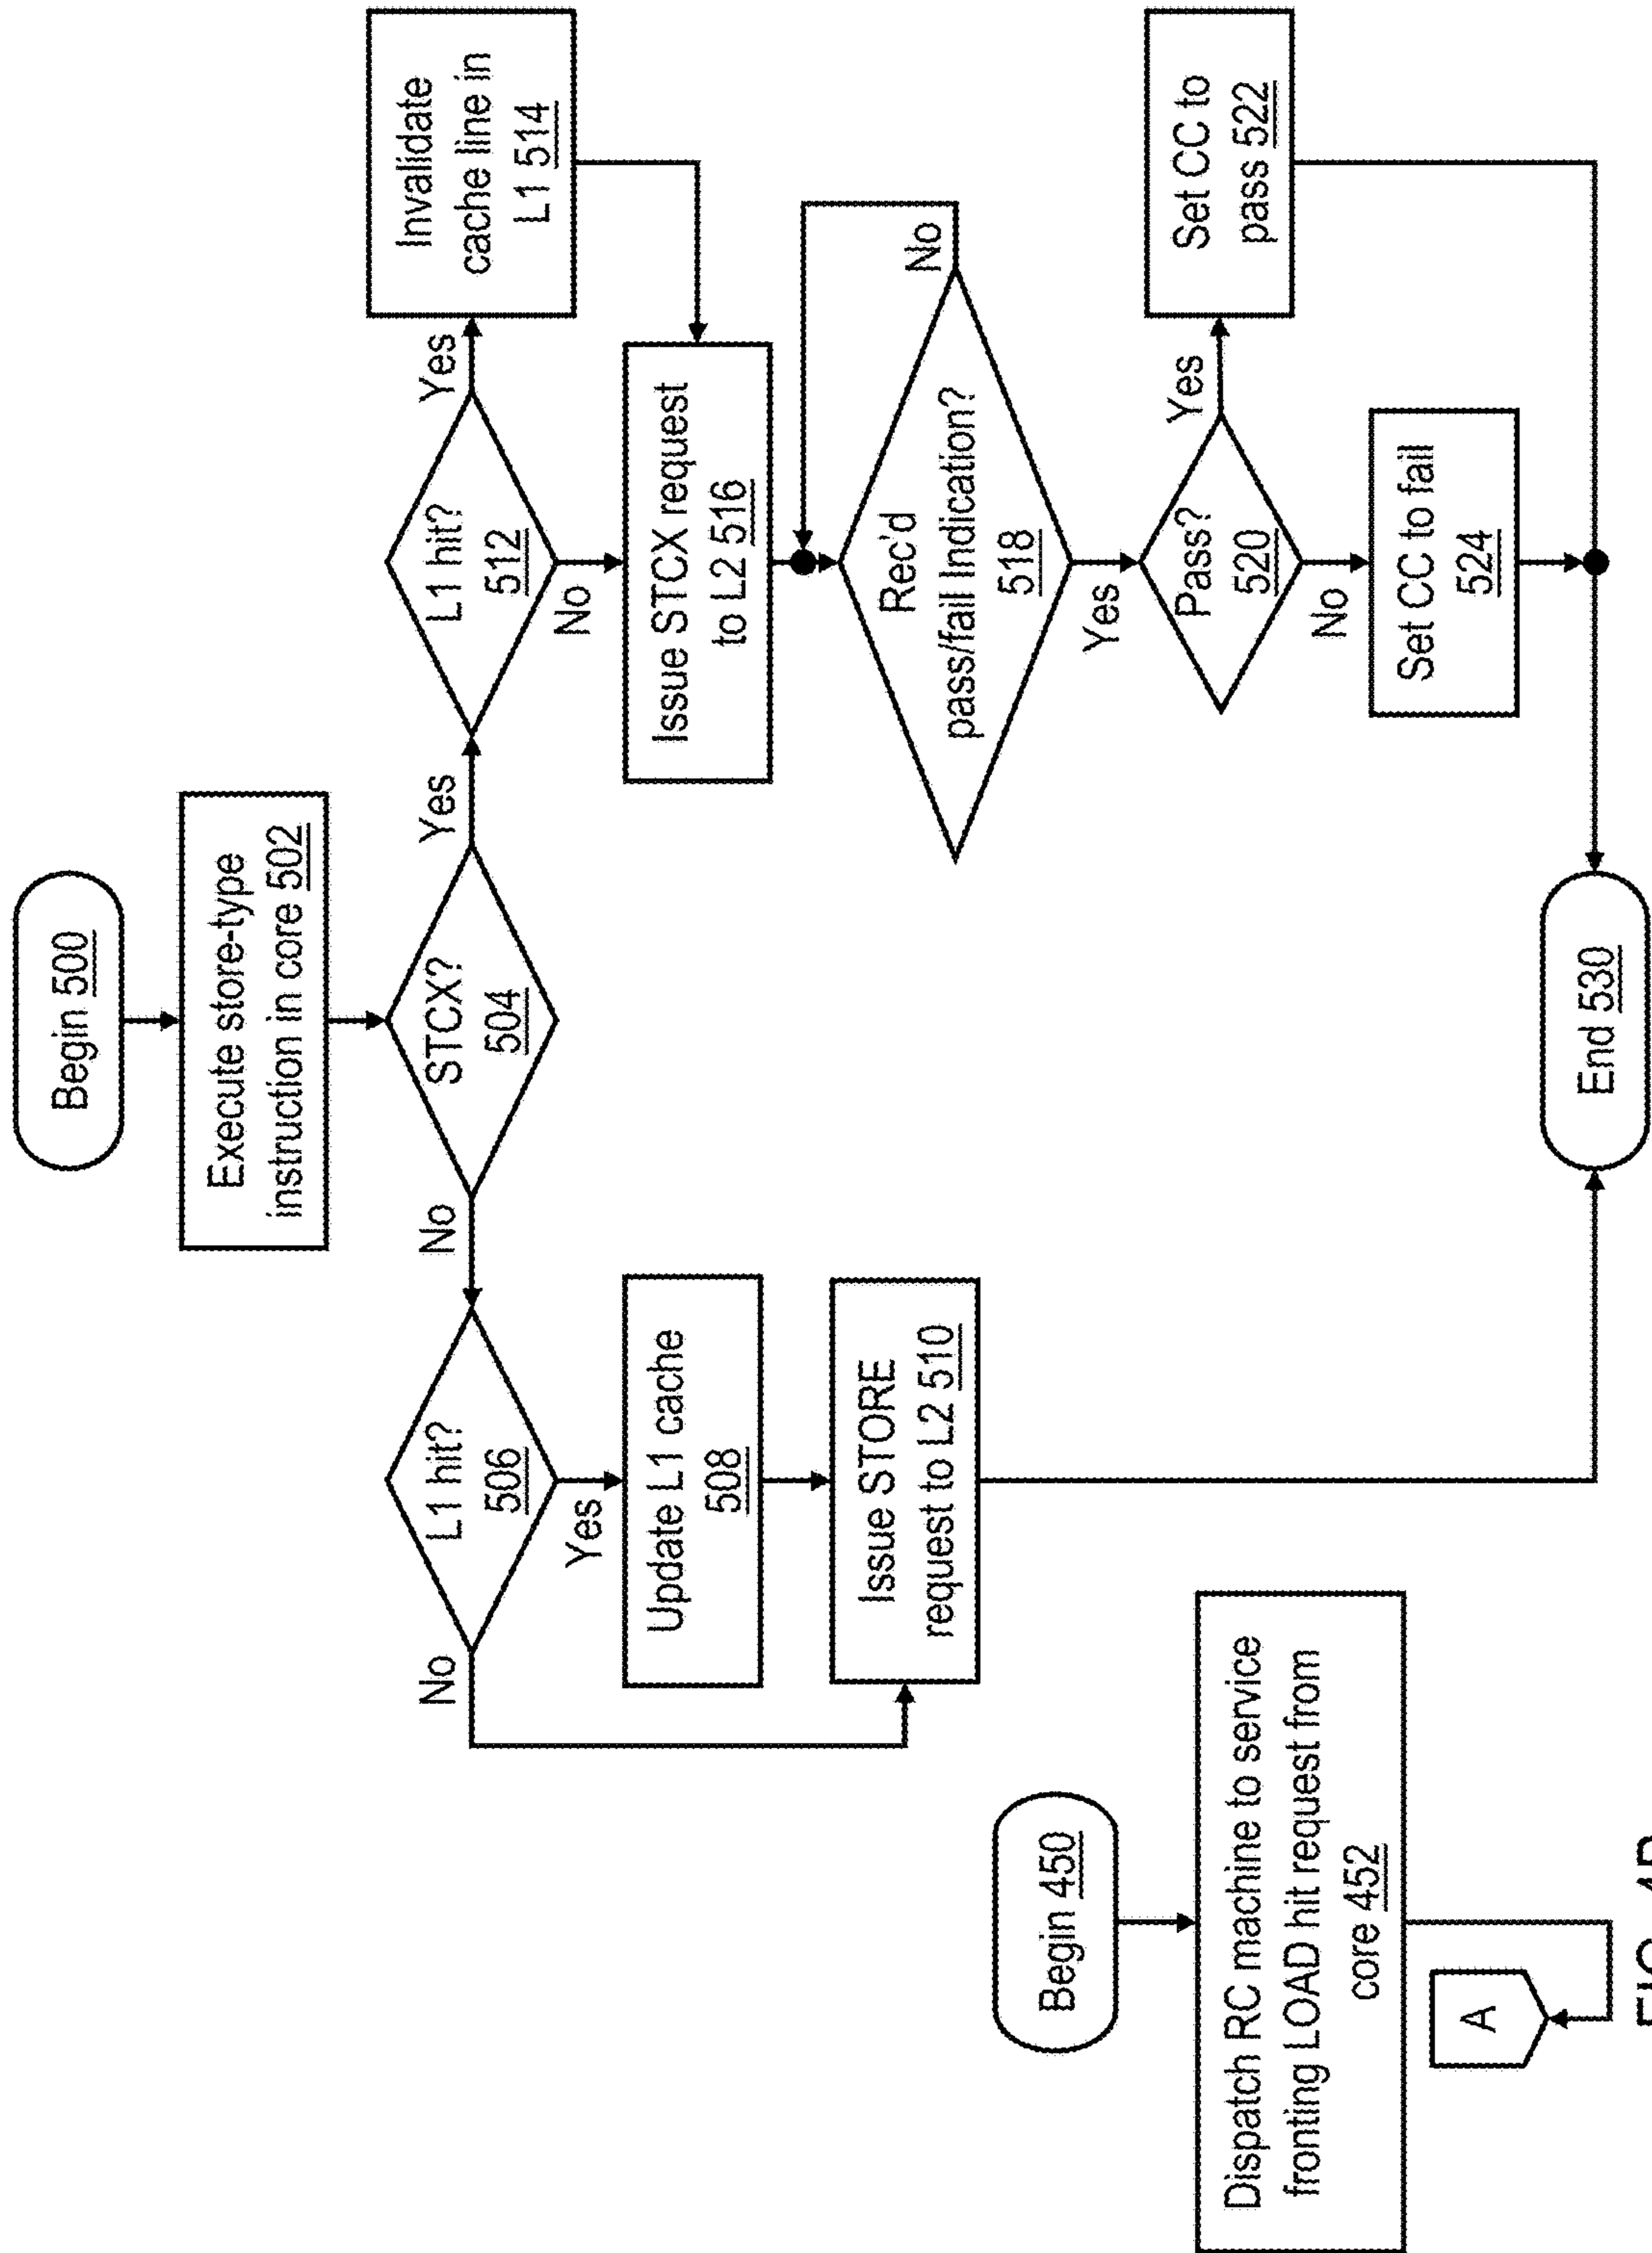 Begin 500
Execute store-type
instruction in core 502
STCX?
504
No
Yes
L1 hit?
506
No
Yes
Update L1 cache
508
Issue STORE
request to L2 510
L1 hit?
512
Yes
No
Invalidate
cache line in
L1 514
Issue STCX request
to L2 516
Rec'd
pass/fail Indication?
518
No
Yes
Pass?
520
Yes
No
Set CC to
pass 522
Set CC to fail
524
End 530
Begin 450
Dispatch RC machine to service
fronting LOAD hit request from
core 452
A